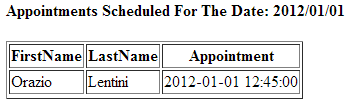 Appointments Scheduled For The Date: 2012/01/01
FirstName LastName Appointment
Orazio Lentini 2012-01-01 12:45:00